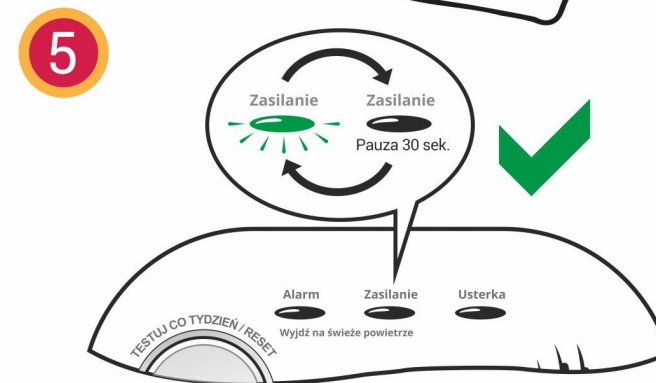 5
Zasilanie Zasilanie
Pauza 30 sek.
Alarm Zasilanie Usterka
Wyjdź na świeże powietrze
TESTUJ CO TYDZIEŃ / RESET